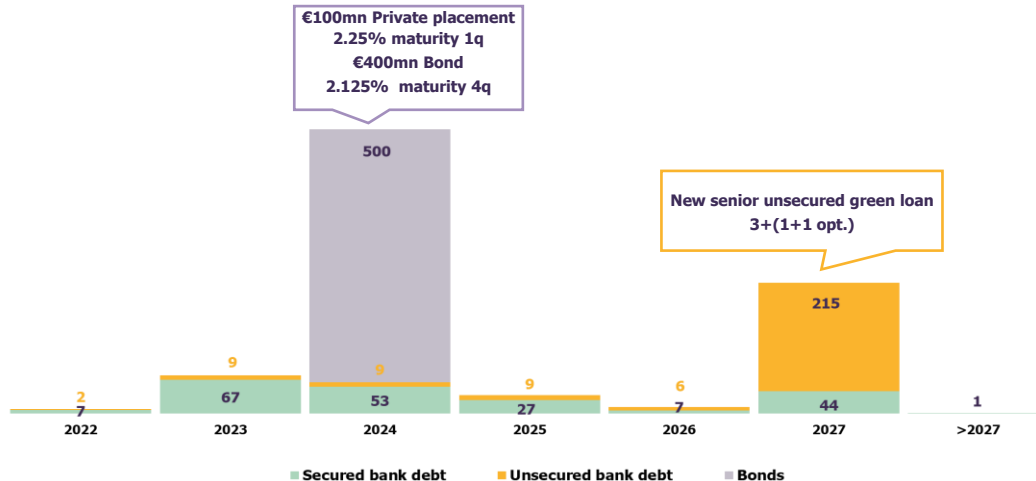 €100mn Private placement
2.25% maturity 1q
€400mn Bond
2.125% maturity 4q
500
New senior unsecured green loan
3+(1+1 opt.)
215
2
7
9
67
9
53
9
27
6
7
44
1
2022
2023
2024
2025
2026
2027
>2027
Secured bank debt
Unsecured bank debt
Bonds